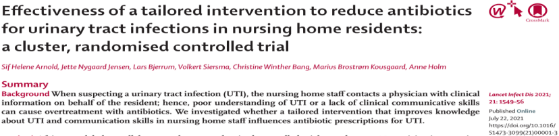 Effectiveness of a tailored intervention to reduce antibiotics
for urinary tract infections in nursing home residents:
a cluster, randomised controlled trial
Sif Helene Arnold, Jette Nygaard Jensen, Lars Bjerrum, Volkert Siersma, Christine Winther Bang, Marius Brostrøm Kousgaard, Anne Holm
Summary
Background When suspecting a urinary tract infection (UTI), the nursing home staff contacts a physician with clinical
information on behalf of the resident; hence, poor understanding of UTI or a lack of clinical communicative skills
can cause overtreatment with antibiotics. We investigated whether a tailored intervention that improves knowledge
about UTI and communication skills in nursing home staff influences antibiotic prescriptions for UTI.
Lancet Infect Dis 2021;
21: 1549–56
Published Online
July 22, 2021
https://doi.org/10.1016/